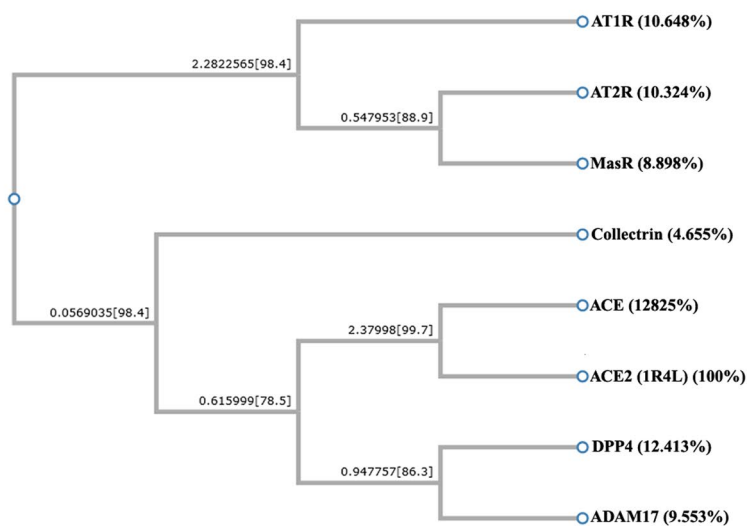 AT1R (10.648%)
2.2822565[98.4]
AT2R (10.324%)
0.547953[88.9]
MasR (8.898%)
Collectrin (4.655%)
ACE (12825%)
0.0569035[98.4]
2.37998[99.7]
ACE2 (1R4L) (100%)
0.615999[78.5]
DPP4 (12.413%)
0.947757[86.3]
ADAM17 (9.553%)